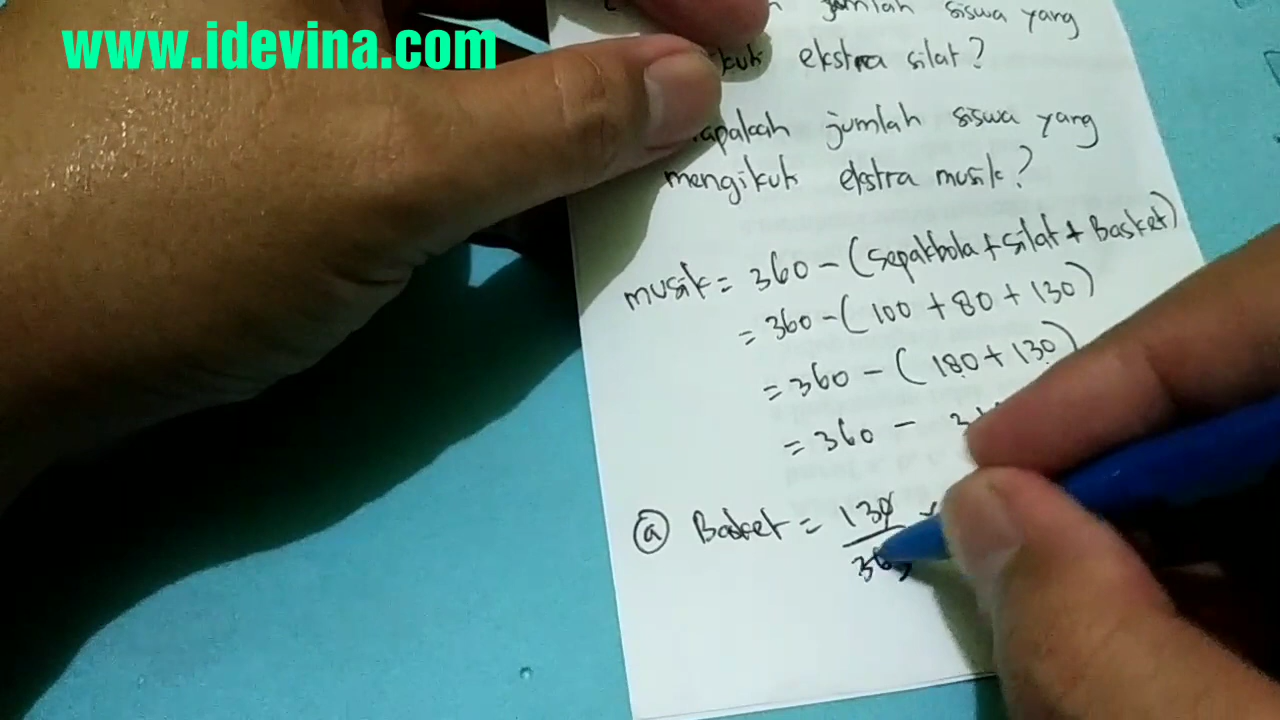 www.idevina.com
jumlah siswa yang
ekstra silat?
jumlah siswa yang
mengikuti ekstra musik?
musik = 360 - (sepakbola + silat + Basket)
= 360 - (100 + 80 + 130)
= 360 - (180 + 130)
= 360 -
(a) Basket = 130
360